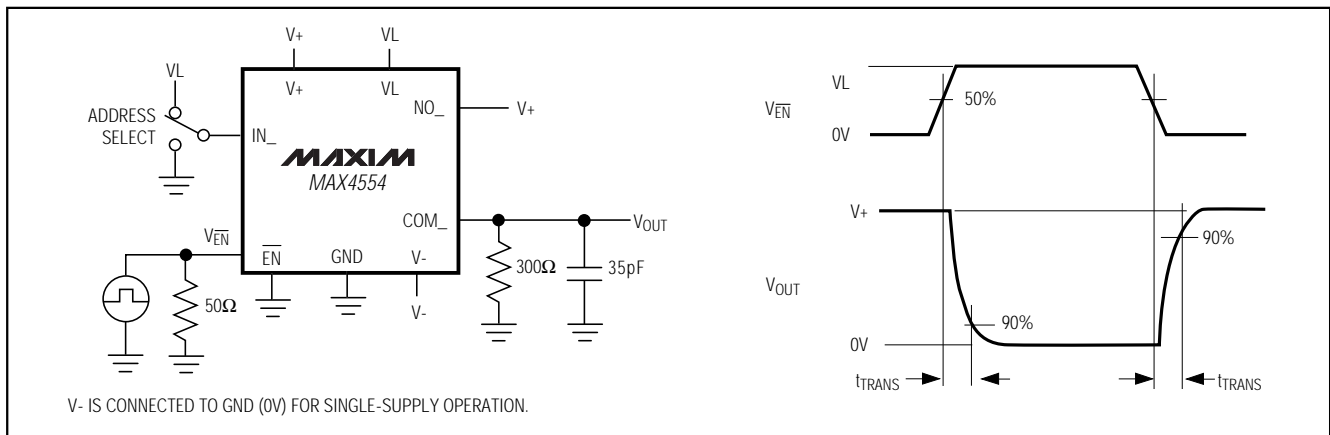 V+ VL
VL
V+ VL
NO_ V+
ADDRESS
SELECT
IN_
MAXIM
MAX4554
COM_ VOUT
VEN
EN GND V-
50Ω
V-
300Ω 35pF
V- IS CONNECTED TO GND (0V) FOR SINGLE-SUPPLY OPERATION.
VL
VEN
50%
0V
V+
90%
VOUT
90%
0V
tTRANS tTRANS